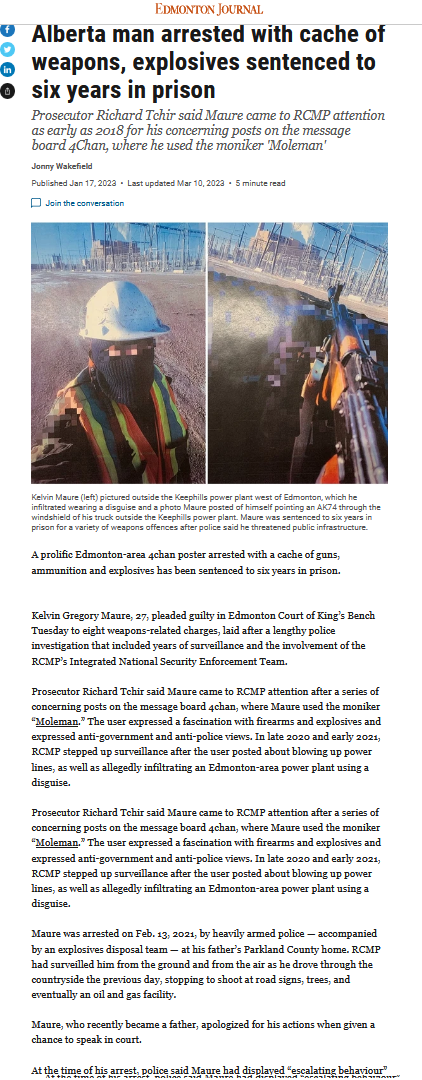 EDMONTON JOURNAL
Alberta man arrested with cache of
weapons, explosives sentenced to
six years in prison
Prosecutor Richard Tchir said Maure came to RCMP attention
as early as 2018 for his concerning posts on the message
board 4Chan, where he used the moniker 'Moleman'
Jonny Wakefield
Published Jan 17, 2023 • Last updated Mar 10, 2023 • 5 minute read
Join the conversation
Kelvin Maure (left) pictured outside the Keephills power plant west of Edmonton, which he
infiltrated wearing a disguise and a photo Maure posted of himself pointing an AK74 through the
windshield of his truck outside the Keephills power plant. Maure was sentenced to six years in
prison for a variety of weapons offences after police said he threatened public infrastructure.
A prolific Edmonton-area 4chan poster arrested with a cache of guns,
ammunition and explosives has been sentenced to six years in prison.
Kelvin Gregory Maure, 27, pleaded guilty in Edmonton Court of King's Bench
Tuesday to eight weapons-related charges, laid after a lengthy police
investigation that included years of surveillance and the involvement of the
RCMP's Integrated National Security Enforcement Team.
Prosecutor Richard Tchir said Maure came to RCMP attention after a series of
concerning posts on the message board 4chan, where Maure used the moniker
“Moleman.” The user expressed a fascination with firearms and explosives and
expressed anti-government and anti-police views. In late 2020 and early 2021,
RCMP stepped up surveillance after the user posted about blowing up power
lines, as well as allegedly infiltrating an Edmonton-area power plant using a
disguise.
Prosecutor Richard Tchir said Maure came to RCMP attention after a series of
concerning posts on the message board 4chan, where Maure used the moniker
“Moleman.” The user expressed a fascination with firearms and explosives and
expressed anti-government and anti-police views. In late 2020 and early 2021,
RCMP stepped up surveillance after the user posted about blowing up power
lines, as well as allegedly infiltrating an Edmonton-area power plant using a
disguise.
Maure was arrested on Feb. 13, 2021, by heavily armed police — accompanied
by an explosives disposal team — at his father's Parkland County home. RCMP
had surveilled him from the ground and from the air as he drove through the
countryside the previous day, stopping to shoot at road signs, trees, and
eventually an oil and gas facility.
Maure, who recently became a father, apologized for his actions when given a
chance to speak in court.
At the time of his arrest, police said Maure had displayed “escalating behaviour”
At the time of his arrest, police said Maure had displayed “escalating behaviour”